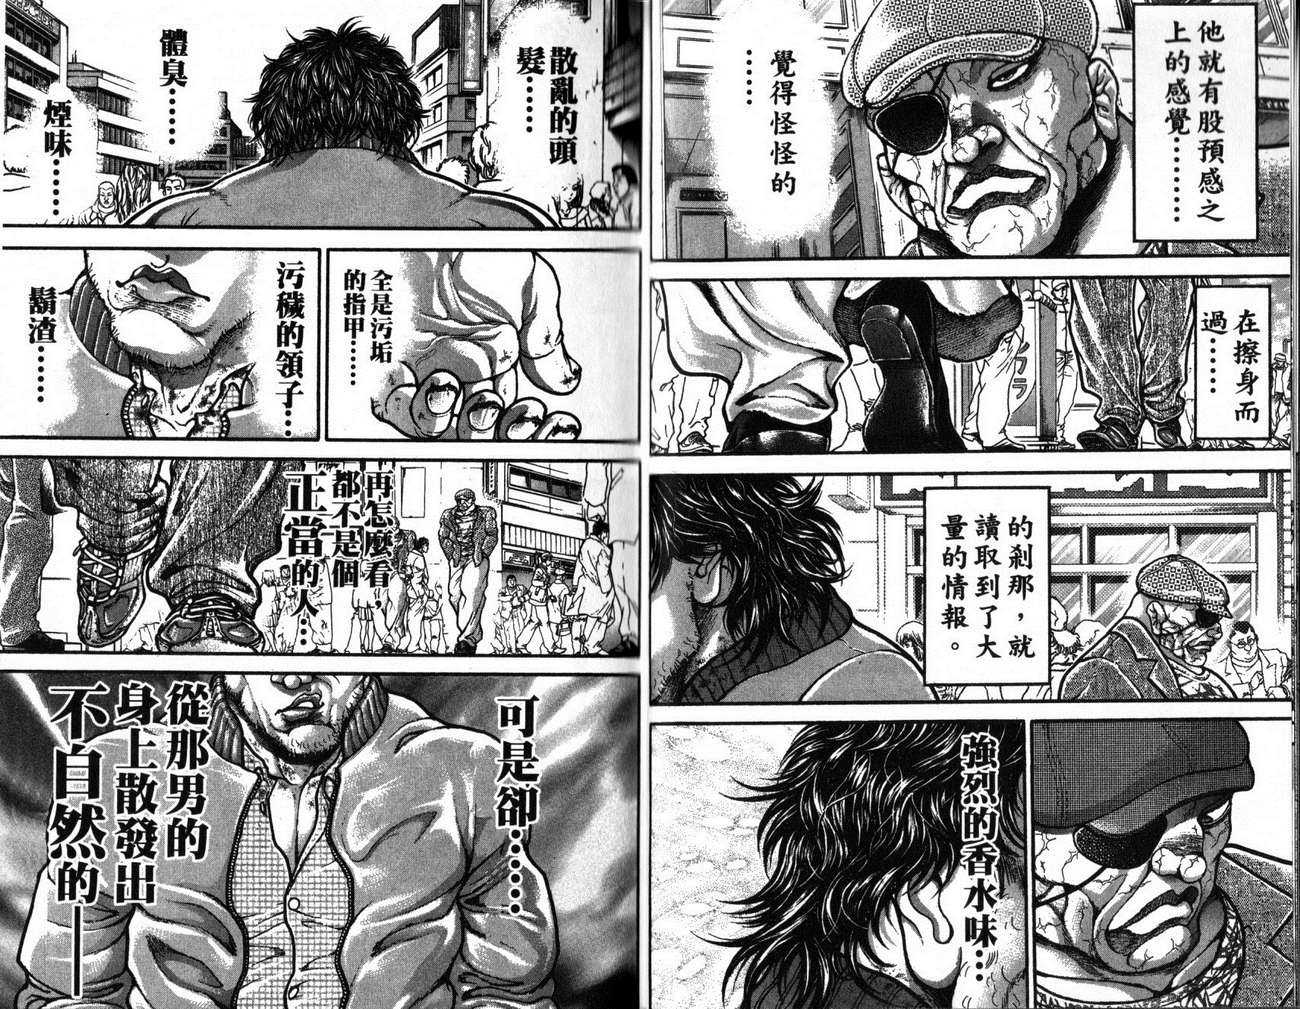 他就有股預感之
上的感覺………
覺得怪怪的
……
在擦身而
過……
イカラ
的剎那，就
讀取到了大
量的情報。
強烈的香水味…
散亂的頭
髮……
體臭………
煙味………
全是污垢
的指甲……
污穢的領子…
鬍渣……
再怎麼看，
都不是個
正當的人…
可是卻………
從那男的
身上散發出
不自然的──